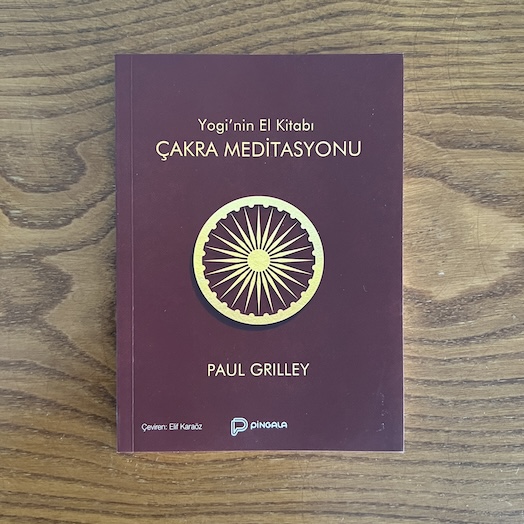 Yogi'nin El Kitabı
ÇAKRA MEDİTASYONU
PAUL GRILLEY
Çeviren: Elif Karaöz
PİNGALA